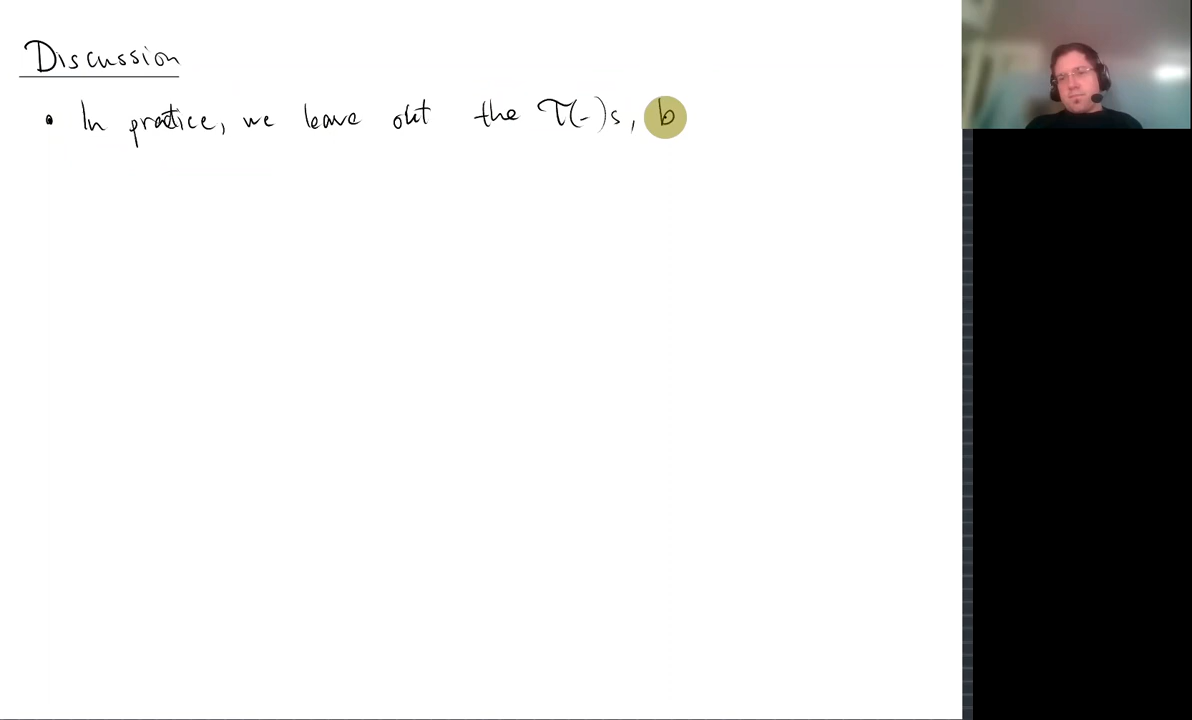 Discussion
• In practice, we leave out the T(-)s, b